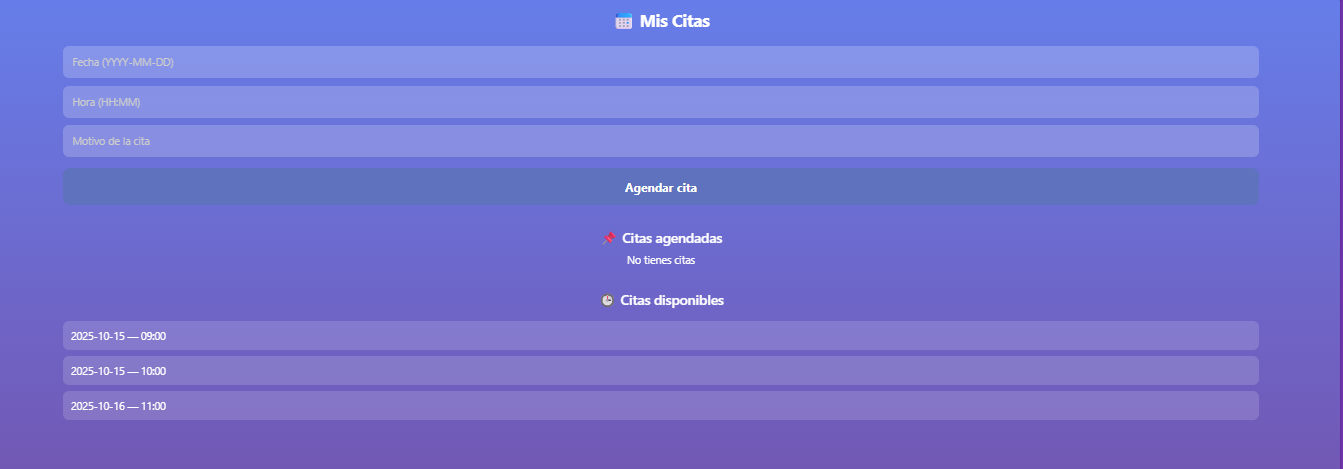 Mis Citas
Fecha (YYYY-MM-DD)
Hora (HH:MM)
Motivo de la cita
Agendar cita
Citas agendadas
No tienes citas
Citas disponibles
2025-10-15 — 09:00
2025-10-15 — 10:00
2025-10-16 — 11:00